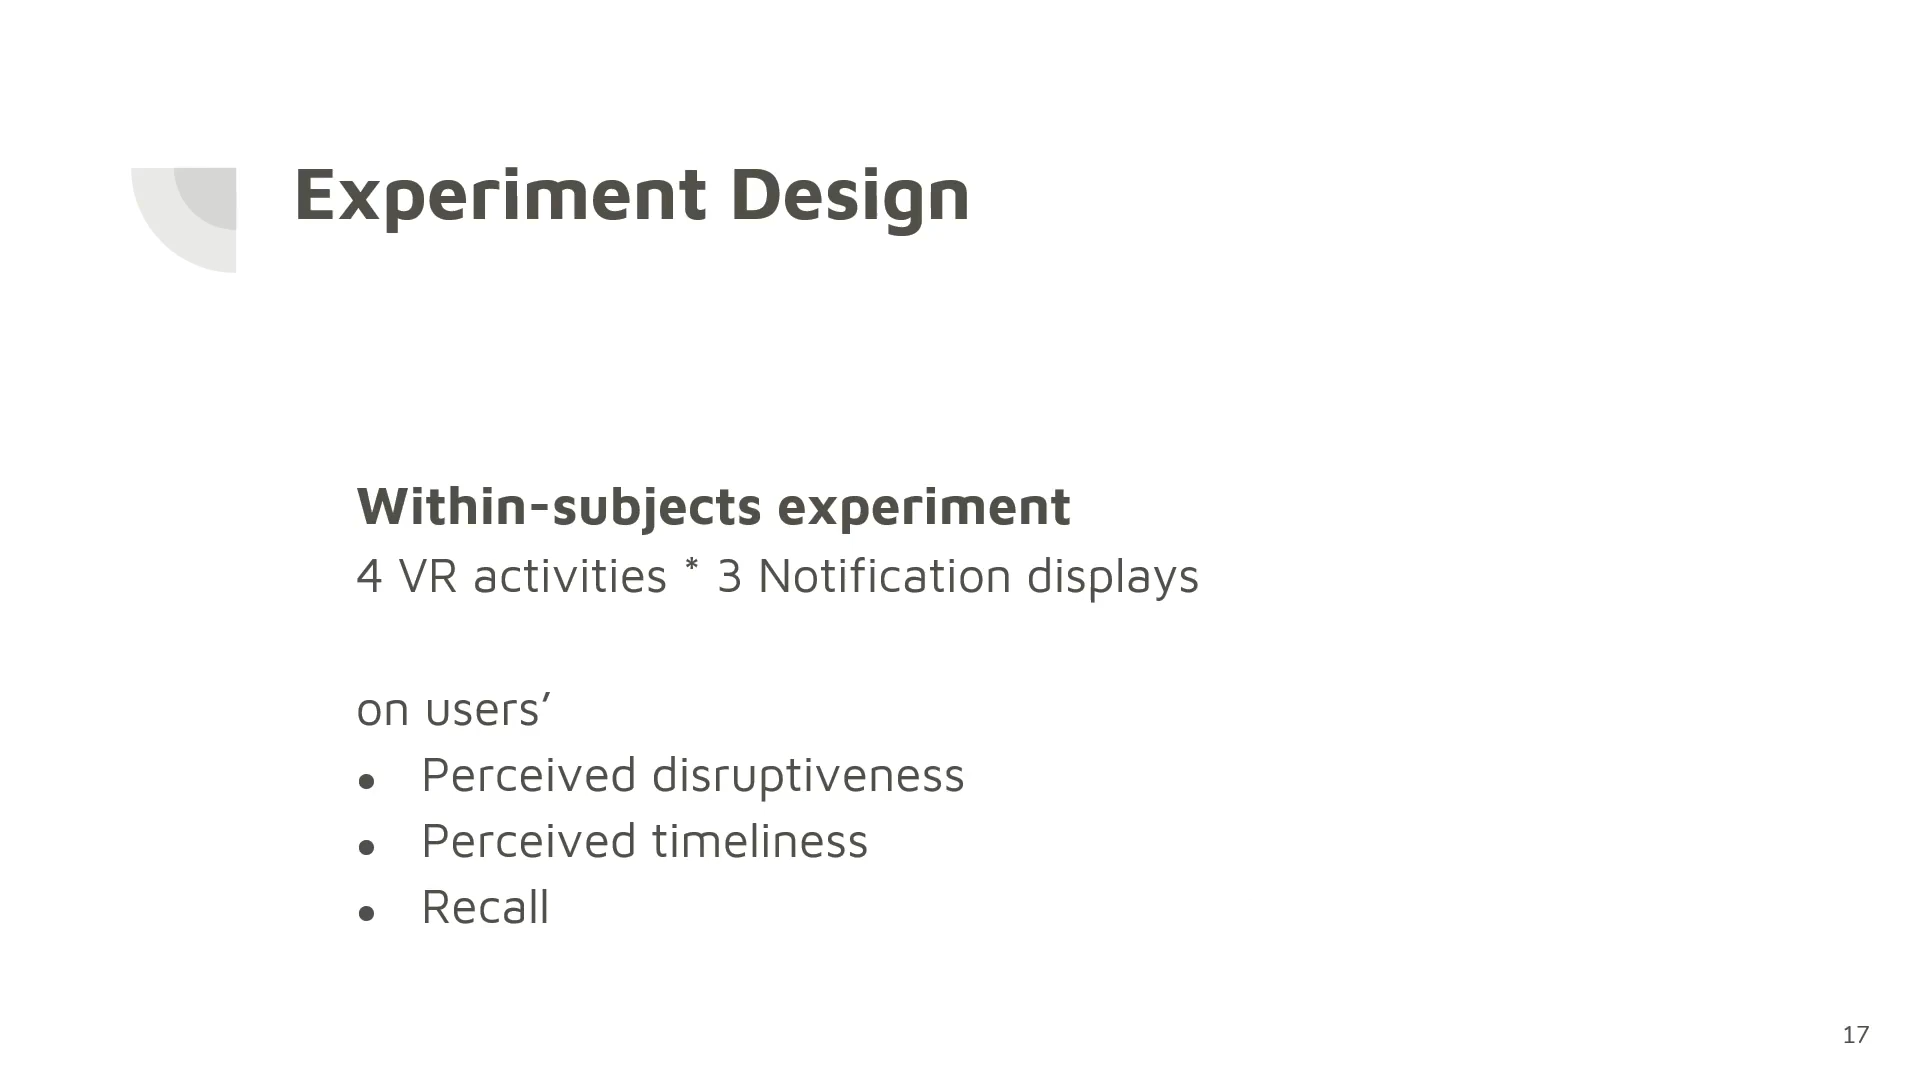 Experiment Design
Within-subjects experiment
4 VR activities * 3 Notification displays
on users’
● Perceived disruptiveness
● Perceived timeliness
● Recall
17